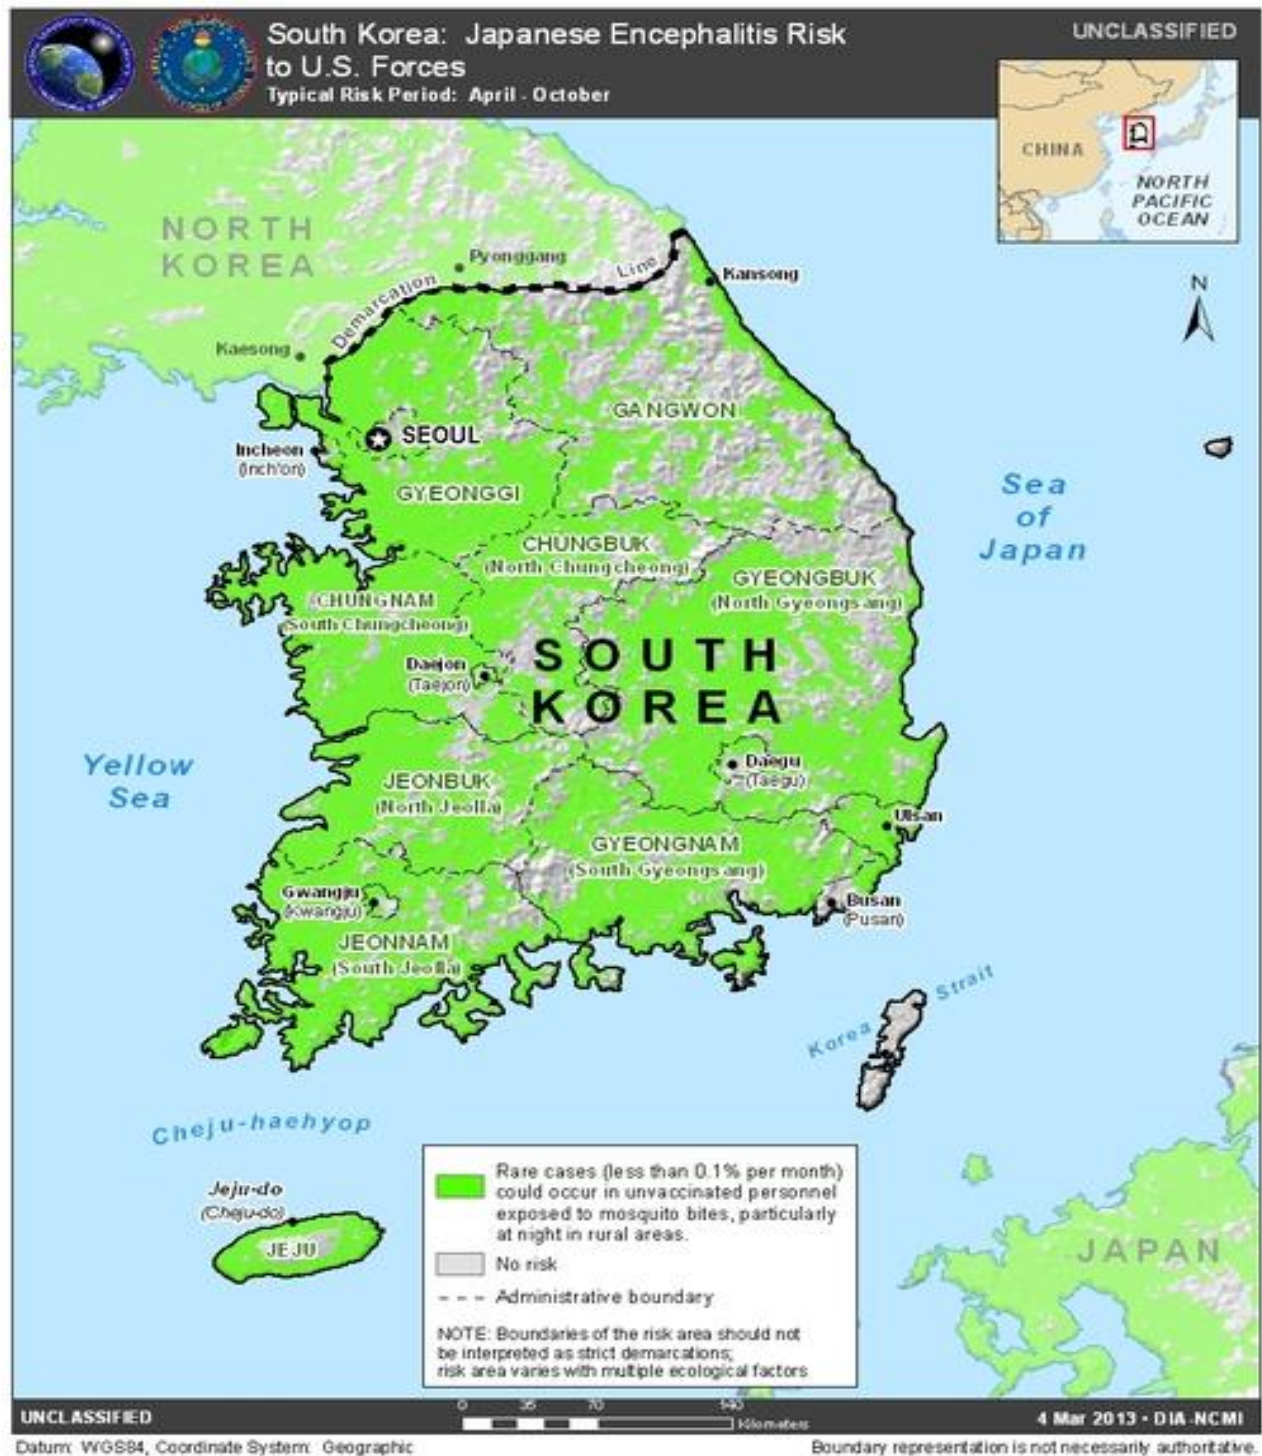 South Korea: Japanese Encephalitis Risk
to U.S. Forces
Typical Risk Period: April - October
UNCLASSIFIED
CHINA
NORTH
PACIFIC
OCEAN
N
NORTH
KOREA
Pyonggang
Demarcation Line
Kansong
Kaesong
GANGWON
SEOUL
Incheon
(Inch'on)
GYEONGGI
Sea
of
Japan
CHUNGBUK
(North Chungcheong)
GYEONGBUK
(North Gyeongsang)
CHUNGNAM
(South Chungcheong)
SOUTH
KOREA
Daejon
(Taejon)
Yellow
Sea
Daegu
(Taegu)
JEONBUK
(North Jeolla)
Ulsan
GYEONGNAM
(South Gyeongsang)
Gwangju
(Kwangju)
Busan
(Pusan)
JEONNAM
(South Jeolla)
Korea Strait
Cheju-haehyop
Jeju-do
(Cheju-do)
JEJU
JAPAN
Rare cases (less than 0.1% per month)
could occur in unvaccinated personnel
exposed to mosquito bites, particularly
at night in rural areas.
No risk
Administrative boundary
NOTE: Boundaries of the risk area should not
be interpreted as strict demarcations;
risk area varies with multiple ecological factors
UNCLASSIFIED
0 35 70 140
Kilometers
4 Mar 2013 - DIA-NCMI
Datum: WGS84, Coordinate System: Geographic
Boundary representation is not necessarily authoritative.